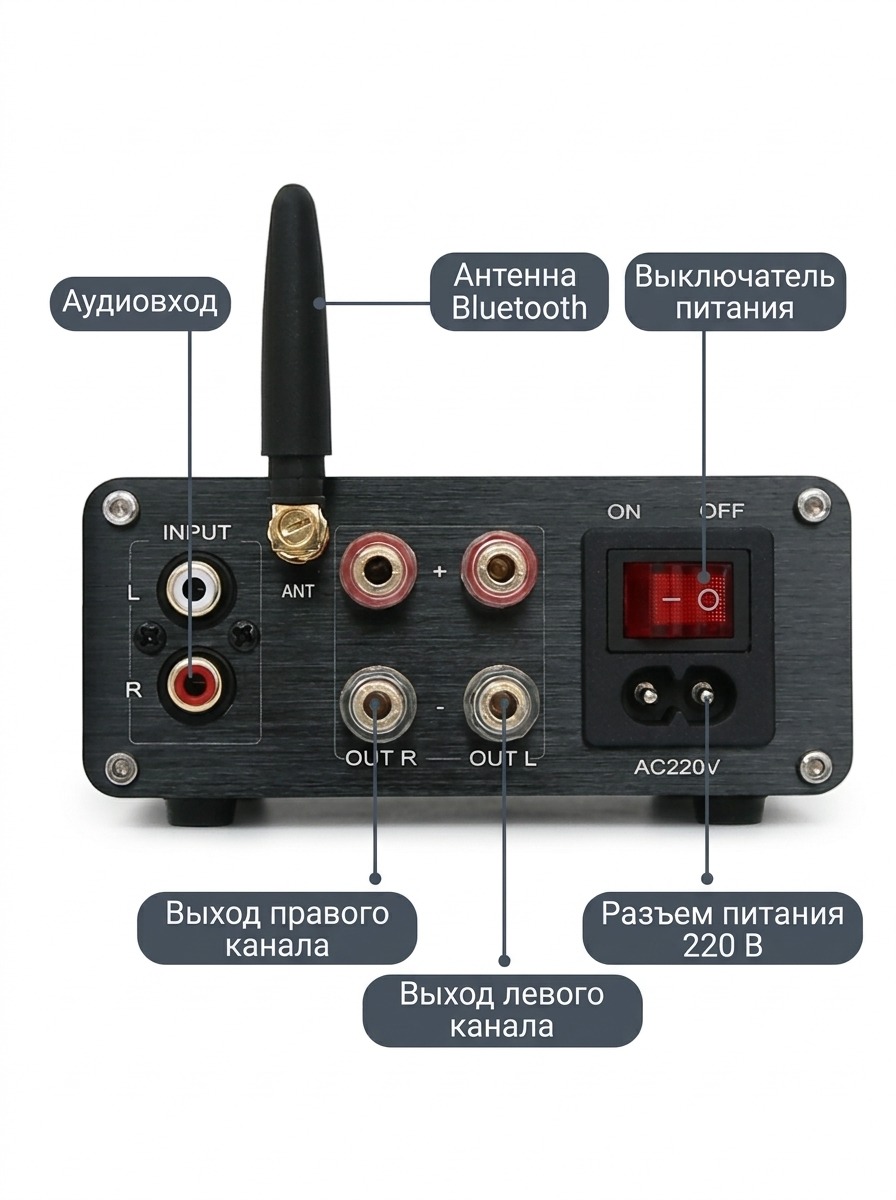 Аудиовход
Антенна
Bluetooth
Выключатель
питания
ON OFF
INPUT
L
ANT
+
R
-
OUT R OUT L
AC220V
Выход правого
канала
Разъем питания
220 В
Выход левого
канала